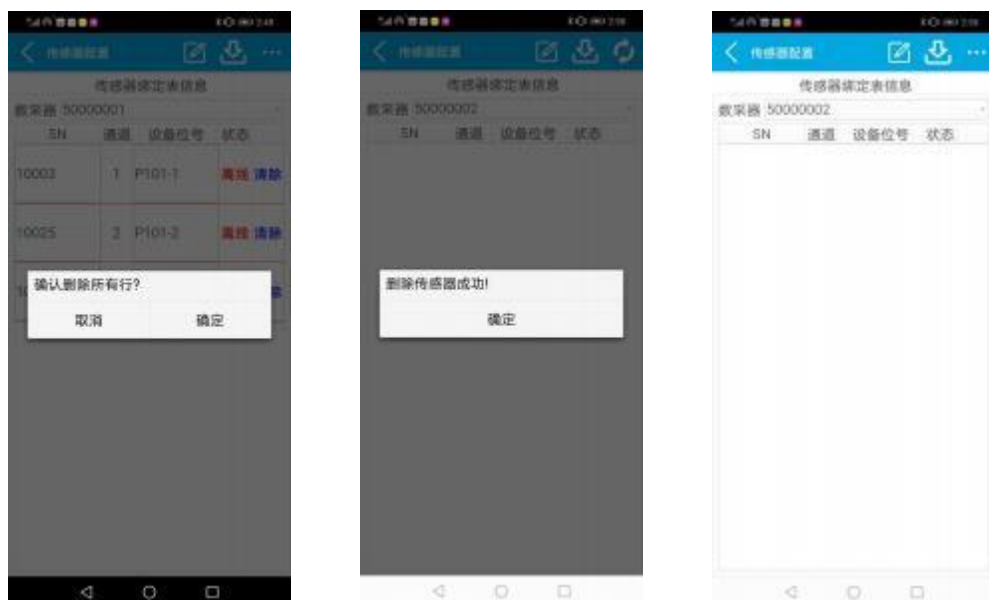 传感器配置
传感器绑定表信息
数采器 50000001
SN 通道 设备位号 状态
10003 1 P101-1 离线 清除
10025 2 P101-2 离线 清除
确认删除所有行?
取消 确定
传感器配置
传感器绑定表信息
数采器 50000002
SN 通道 设备位号 状态
删除传感器成功!
确定
传感器配置
传感器绑定表信息
数采器 50000002
SN 通道 设备位号 状态